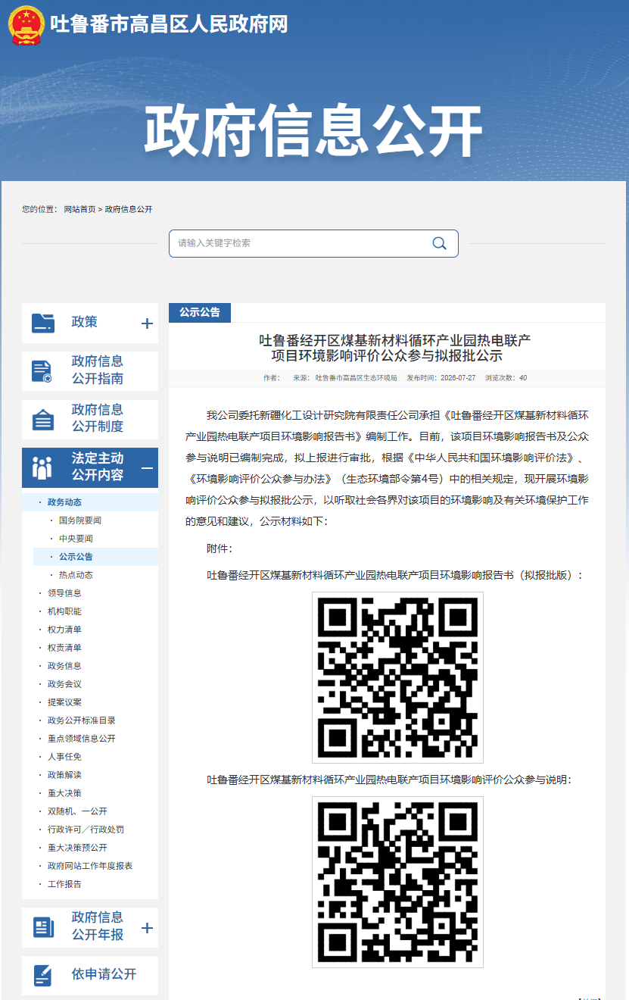 吐鲁番市高昌区人民政府网
政府信息公开
您的位置： 网站首页 > 政府信息公开
请输入关键字检索
政策
政府信息
公开指南
政府信息
公开制度
法定主动
公开内容
· 政务动态
· 国务院要闻
· 中央要闻
· 公示公告
· 热点动态
· 领导信息
· 机构职能
· 权力清单
· 权责清单
· 政务信息
· 政务会议
· 提案议案
· 政务公开标准目录
· 重点领域信息公开
· 人事任免
· 政策解读
· 重大决策
· 双随机、一公开
· 行政许可／行政处罚
· 重大决策预公开
· 政府网站工作年度报表
· 工作报告
政府信息
公开年报
依申请公开
公示公告
吐鲁番经开区煤基新材料循环产业园热电联产
项目环境影响评价公众参与拟报批公示
作者： 来源： 吐鲁番市高昌区生态环境局 发布时间：2026-07-27 浏览次数：40
我公司委托新疆化工设计研究院有限责任公司承担《吐鲁番经开区煤基新材料循环
产业园热电联产项目环境影响报告书》编制工作。目前，该项目环境影响报告书及公众
参与说明已编制完成，拟上报进行审批，根据《中华人民共和国环境影响评价法》、
《环境影响评价公众参与办法》（生态环境部令第4号）中的相关规定，现开展环境影
响评价公众参与拟报批公示，以听取社会各界对该项目的环境影响及有关环境保护工作
的意见和建议，公示材料如下：
附件：
吐鲁番经开区煤基新材料循环产业园热电联产项目环境影响报告书（拟报批版）：
吐鲁番经开区煤基新材料循环产业园热电联产项目环境影响评价公众参与说明：